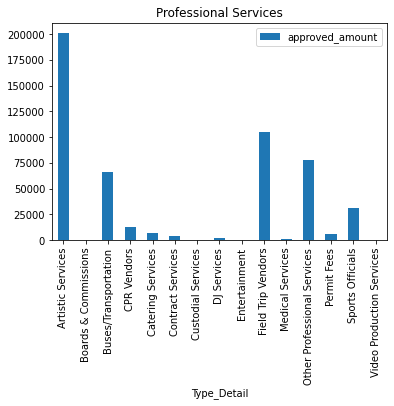 Professional Services
approved_amount
200000
175000
150000
125000
100000
75000
50000
25000
0
Artistic Services
Boards & Commissions
Buses/Transportation
CPR Vendors
Catering Services
Contract Services
Custodial Services
DJ Services
Entertainment
Field Trip Vendors
Medical Services
Other Professional Services
Permit Fees
Sports Officials
Video Production Services
Type_Detail